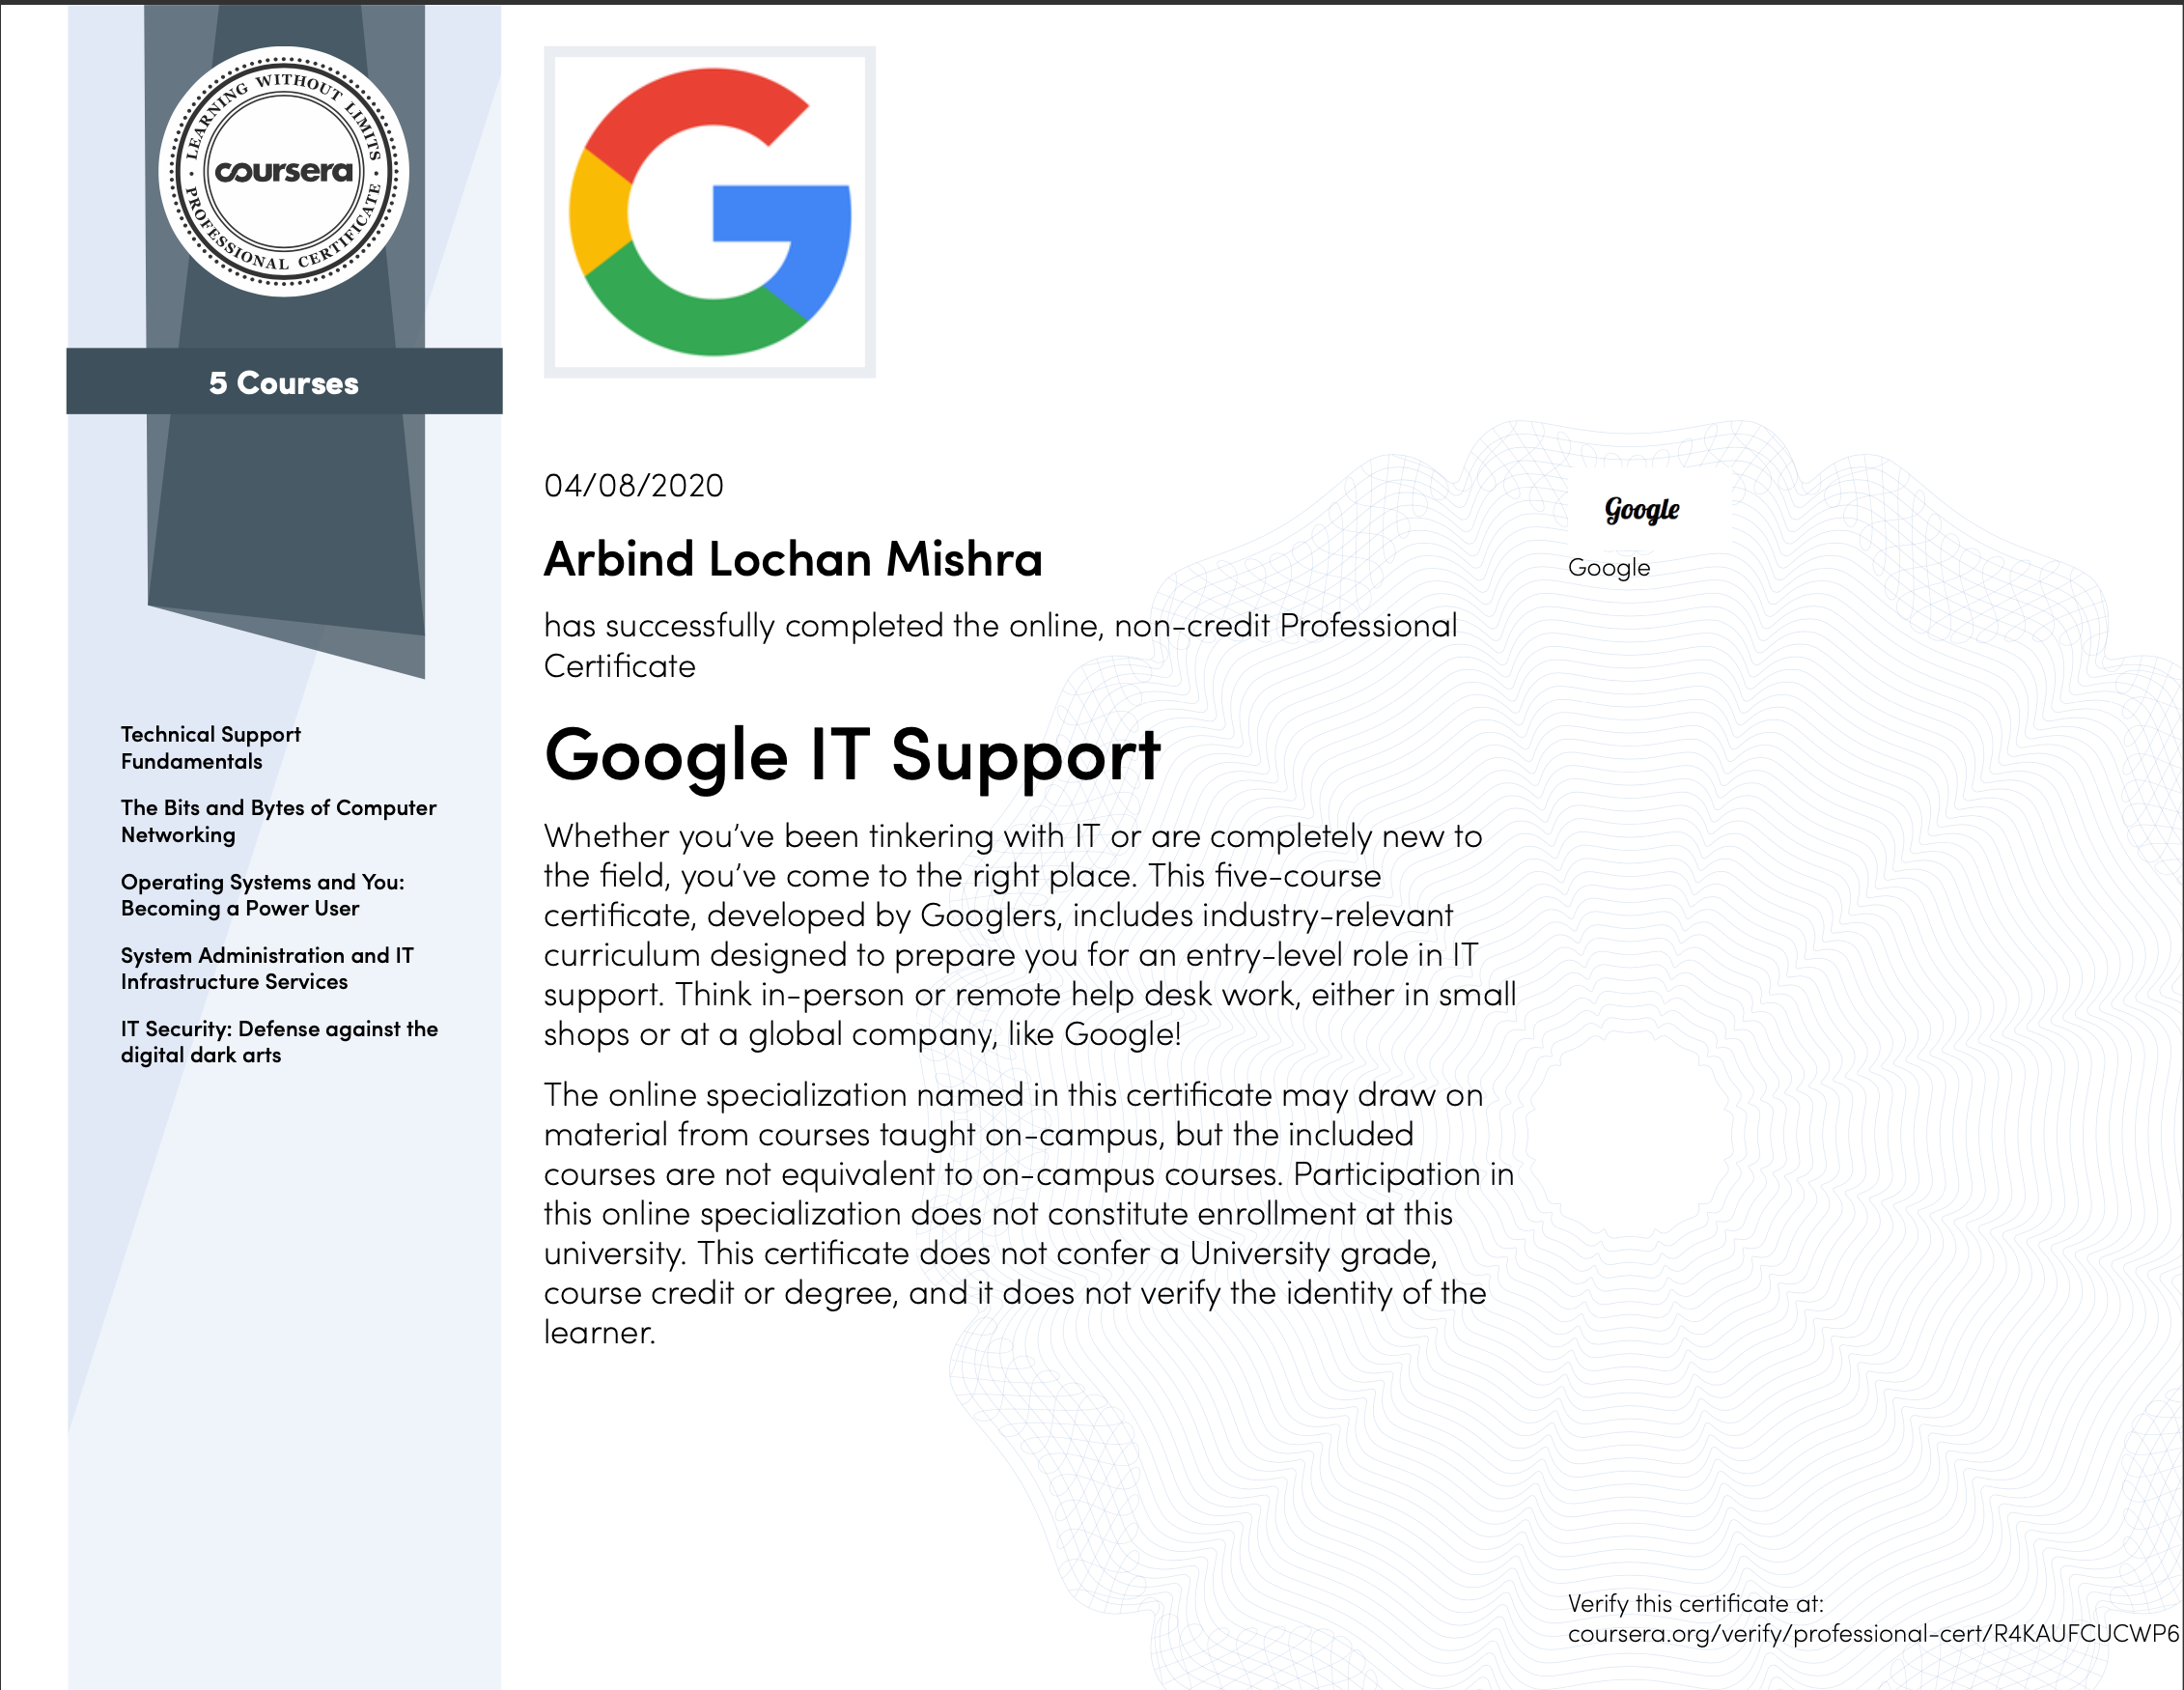 LEARNING WITHOUT LIMITS
coursera
PROFESSIONAL CERTIFICATE
5 Courses
Technical Support
Fundamentals
The Bits and Bytes of Computer
Networking
Operating Systems and You:
Becoming a Power User
System Administration and IT
Infrastructure Services
IT Security: Defense against the
digital dark arts
04/08/2020
Arbind Lochan Mishra
has successfully completed the online, non-credit Professional
Certificate
Google IT Support
Whether you’ve been tinkering with IT or are completely new to
the field, you’ve come to the right place. This five-course
certificate, developed by Googlers, includes industry-relevant
curriculum designed to prepare you for an entry-level role in IT
support. Think in-person or remote help desk work, either in small
shops or at a global company, like Google!
The online specialization named in this certificate may draw on
material from courses taught on-campus, but the included
courses are not equivalent to on-campus courses. Participation in
this online specialization does not constitute enrollment at this
university. This certificate does not confer a University grade,
course credit or degree, and it does not verify the identity of the
learner.
Google
Google
Verify this certificate at:
coursera.org/verify/professional-cert/R4KAUFCUCWP6